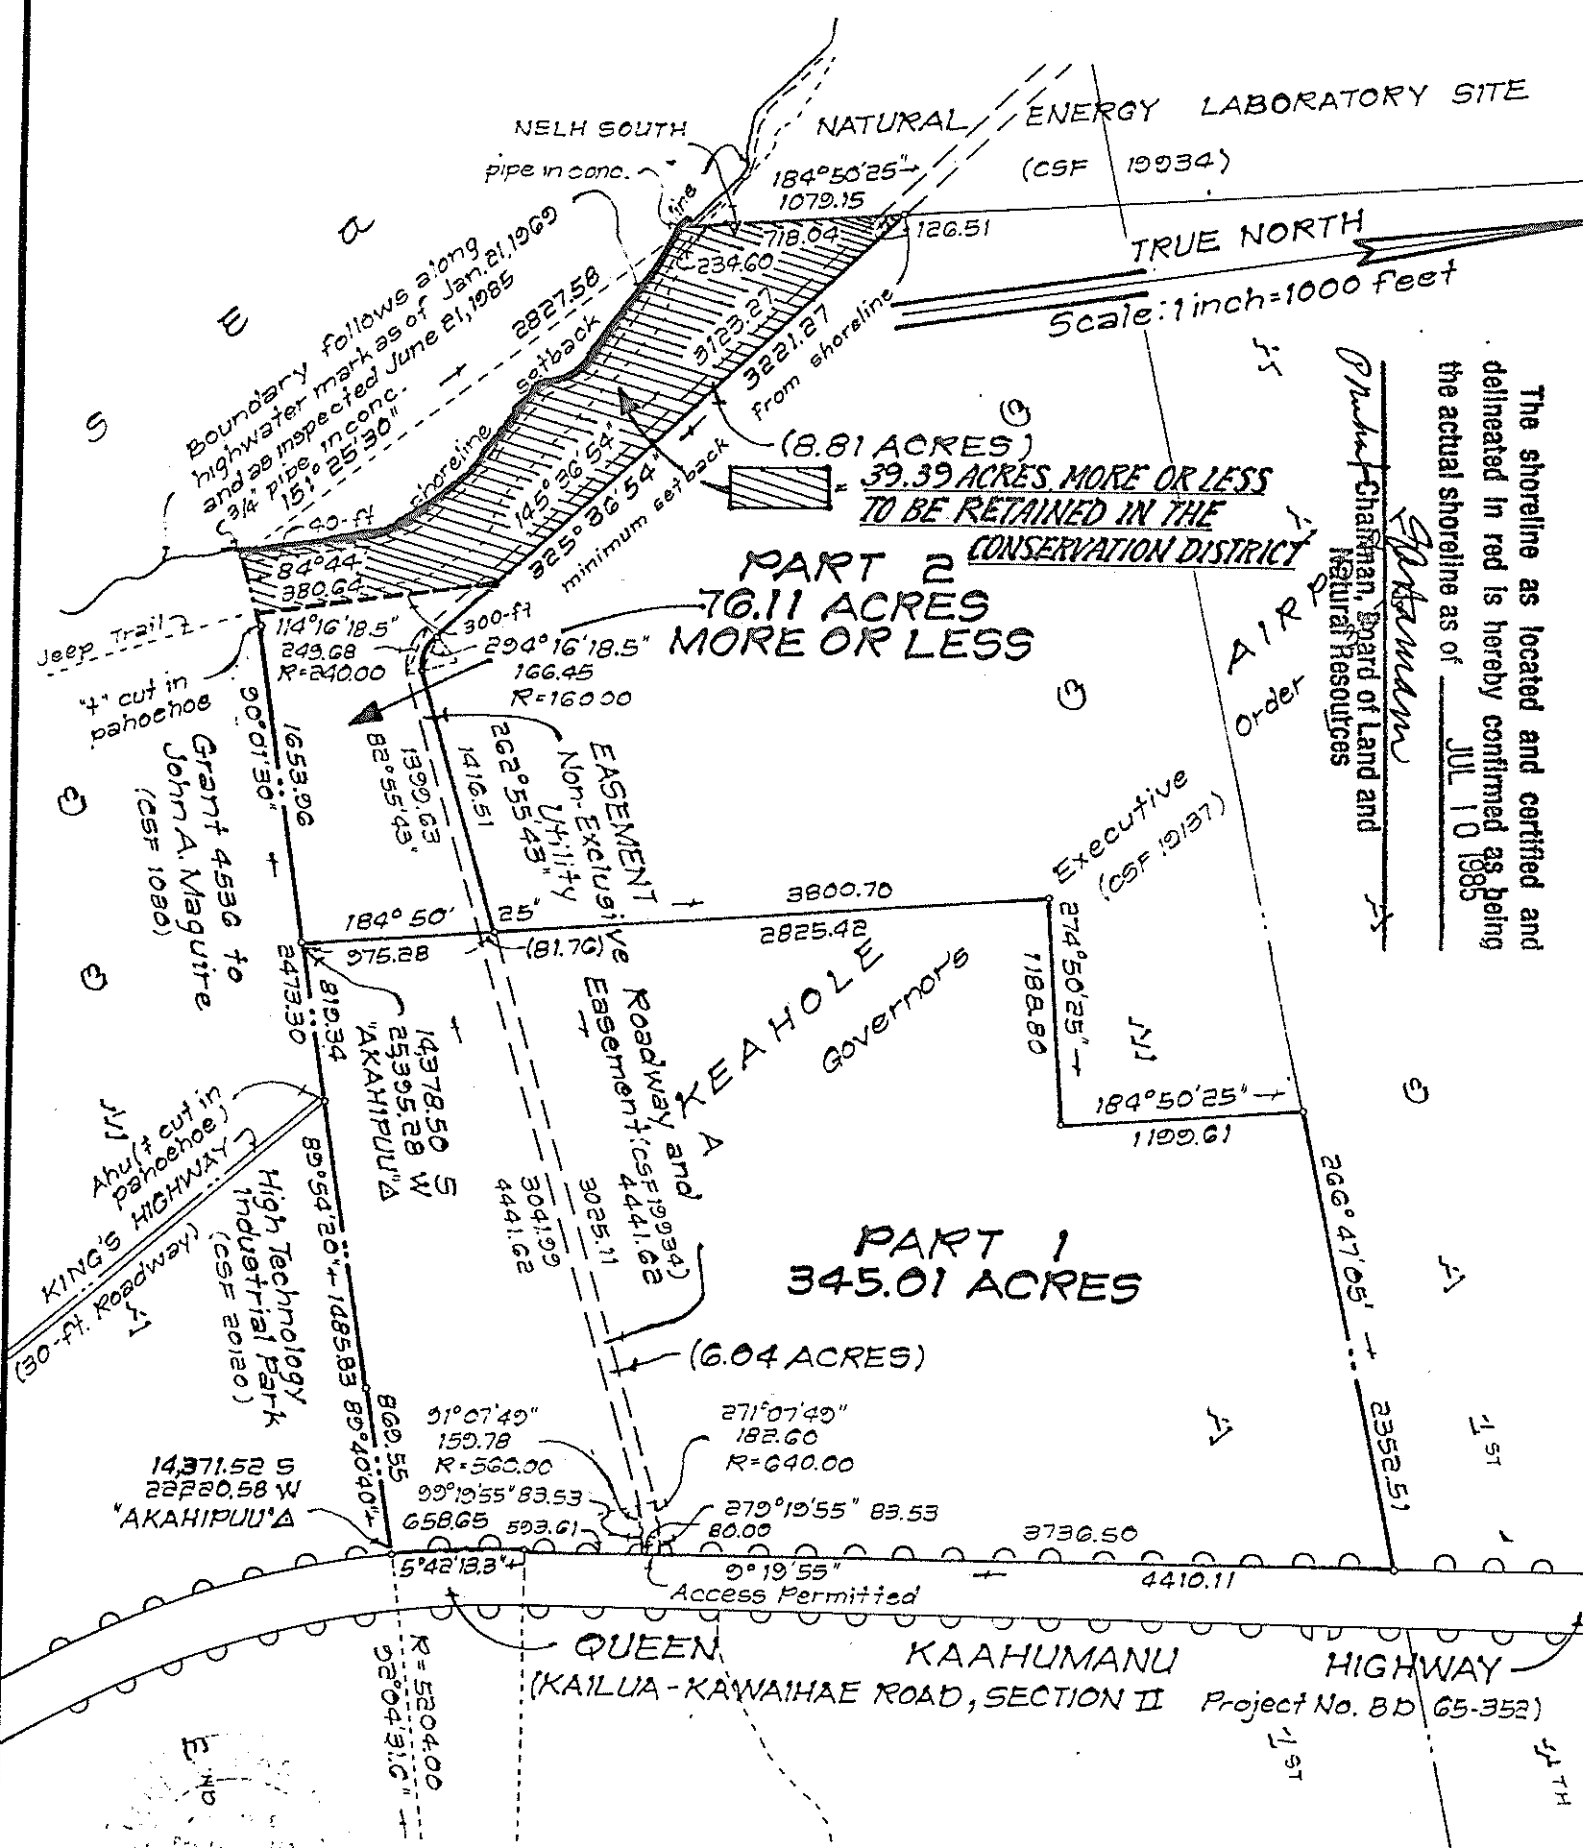 NATURAL ENERGY LABORATORY SITE
(CSF 19934)
NELH SOUTH
pipe in conc.
line
184°50'25"
1079.15
718.04
126.51
234.60
TRUE NORTH
Scale: 1 inch=1000 feet
S E a
Boundary follows along
highwater mark as of Jan. 21, 1969
and as inspected June 21, 1985
3/4" pipe in conc.
151° 25'30"
2827.58
40-ft shoreline setback
3123.27
145°36'54"
3221.27
325°36'54"
minimum setback from shoreline
300-ft
(8.81 ACRES)
= 39.39 ACRES MORE OR LESS
TO BE RETAINED IN THE
CONSERVATION DISTRICT
PART 2
76.11 ACRES
MORE OR LESS
The shoreline as located and certified and
delineated in red is hereby confirmed as being
the actual shoreline as of JUL 10 1985
Chairman, Board of Land and
Natural Resources
84°44'
380.64
Jeep Trail
114°16'18.5"
249.68
R=240.00
294°16'18.5"
166.45
R=160.00
"+" cut in
pahoehoe
90°01'30"
1653.96
Grant 4536 to
John A. Maguire
(CSF 1080)
82°55'43"
1399.63
1416.51
262°55'43"
EASEMENT
Non-Exclusive
Utility
Easement
Roadway and
(CSF 19934)
4441.62
3025.11
3041.99
4441.62
AIRP
Executive Order
(CSF 19137)
Governor's
KEAHOLE
KA
184°50' 25"
975.28
(81.76)
3800.70
2825.42
274°50'25"
1188.80
184°50'25"
1199.61
266°47'05"
2352.51
2473.30
819.34
14,378.50 S
25,395.28 W
"AKAHIPUU"
Ahu (+ cut in
pahoehoe)
KING'S HIGHWAY
(30-ft. Roadway)
High Technology
Industrial Park
(CSF 20120)
89°54'20"
1485.83
89°40'40"
869.55
PART 1
345.01 ACRES
(6.04 ACRES)
91°07'49"
159.78
R=560.00
271°07'49"
182.60
R=640.00
14,371.52 S
22,220.58 W
"AKAHIPUU"
99°19'55" 83.53
279°19'55" 83.53
658.65
593.61
80.00
3736.50
5°42'13.3"
9°19'55"
4410.11
Access Permitted
QUEEN KAAHUMANU HIGHWAY
(KAILUA-KAWAIHAE ROAD, SECTION II Project No. BD 65-352)
R=5204.00
92°04'31.6"